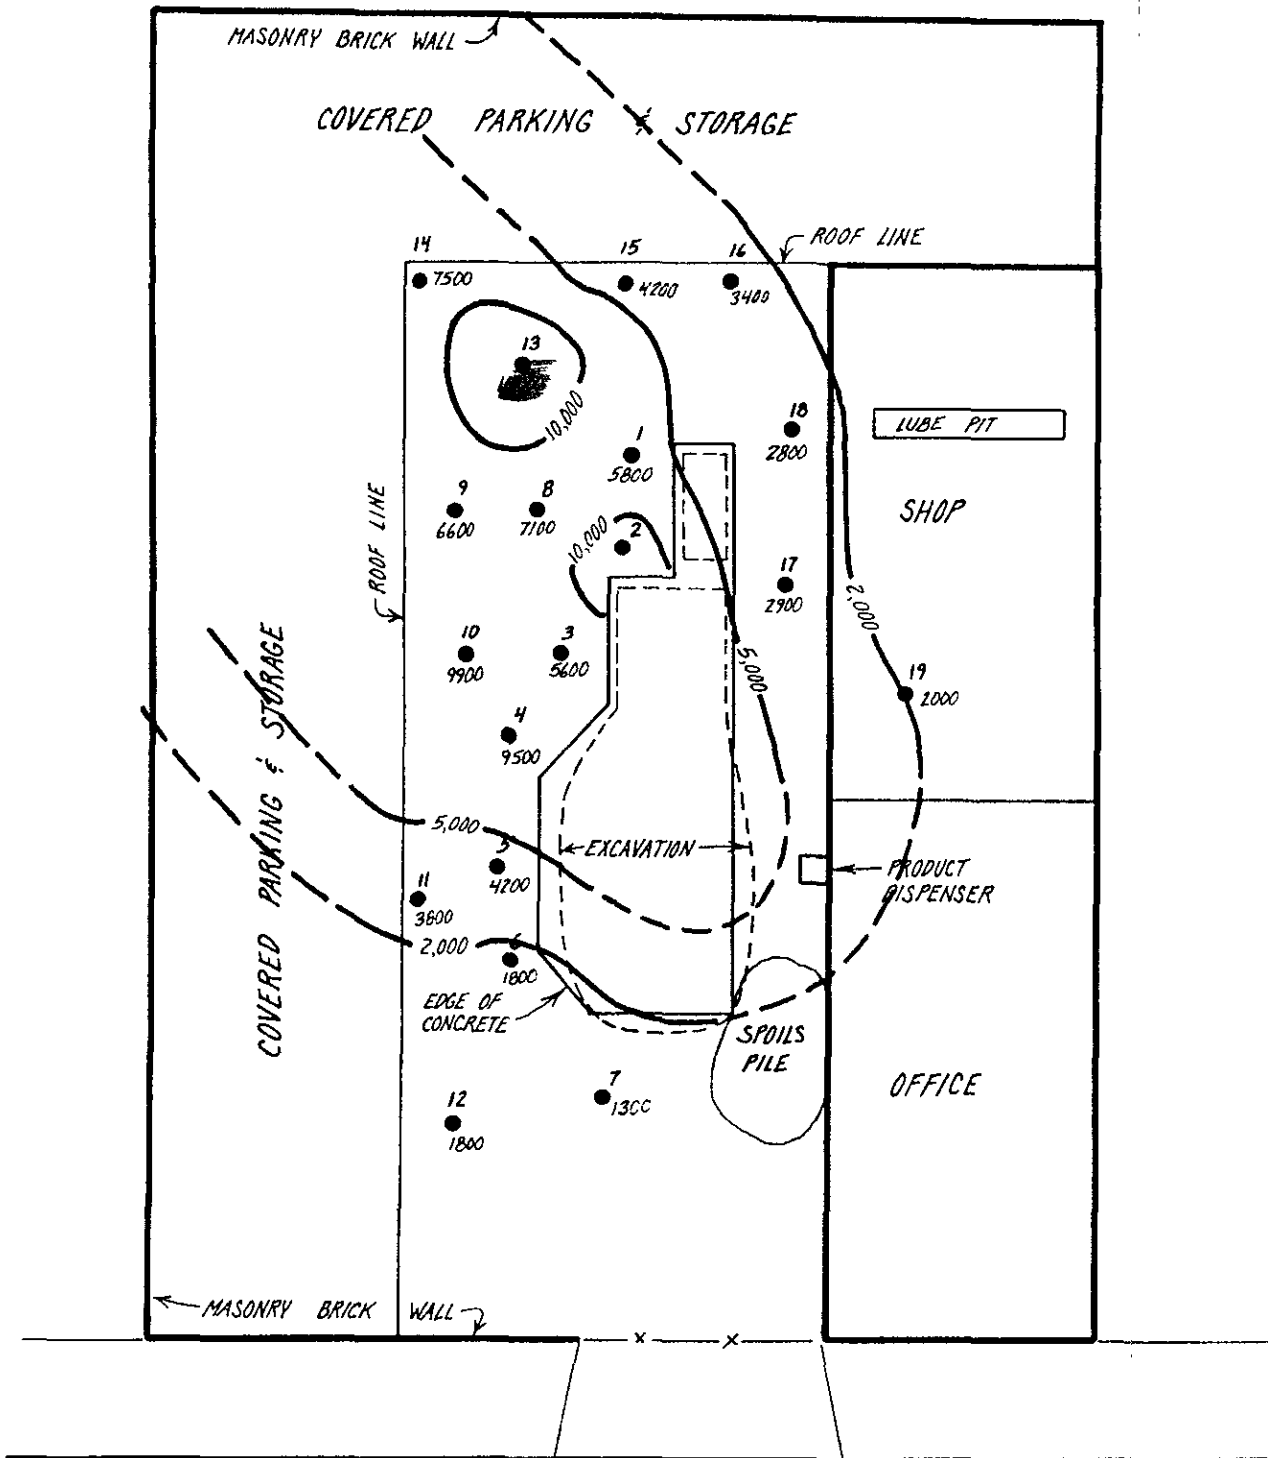 MASONRY BRICK WALL
COVERED PARKING & STORAGE
ROOF LINE
14
7500
15
4200
16
3400
13
10,000
LUBE PIT
18
2800
1
5800
SHOP
9
6600
8
7100
ROOF LINE
10,000
2
17
2900
2,000
10
9900
3
5600
5,000
19
2000
COVERED PARKING & STORAGE
4
9500
5,000
EXCAVATION
5
4200
PRODUCT
DISPENSER
11
3800
2,000
6
1800
EDGE OF
CONCRETE
SPOILS
PILE
OFFICE
7
1300
12
1800
MASONRY BRICK WALL